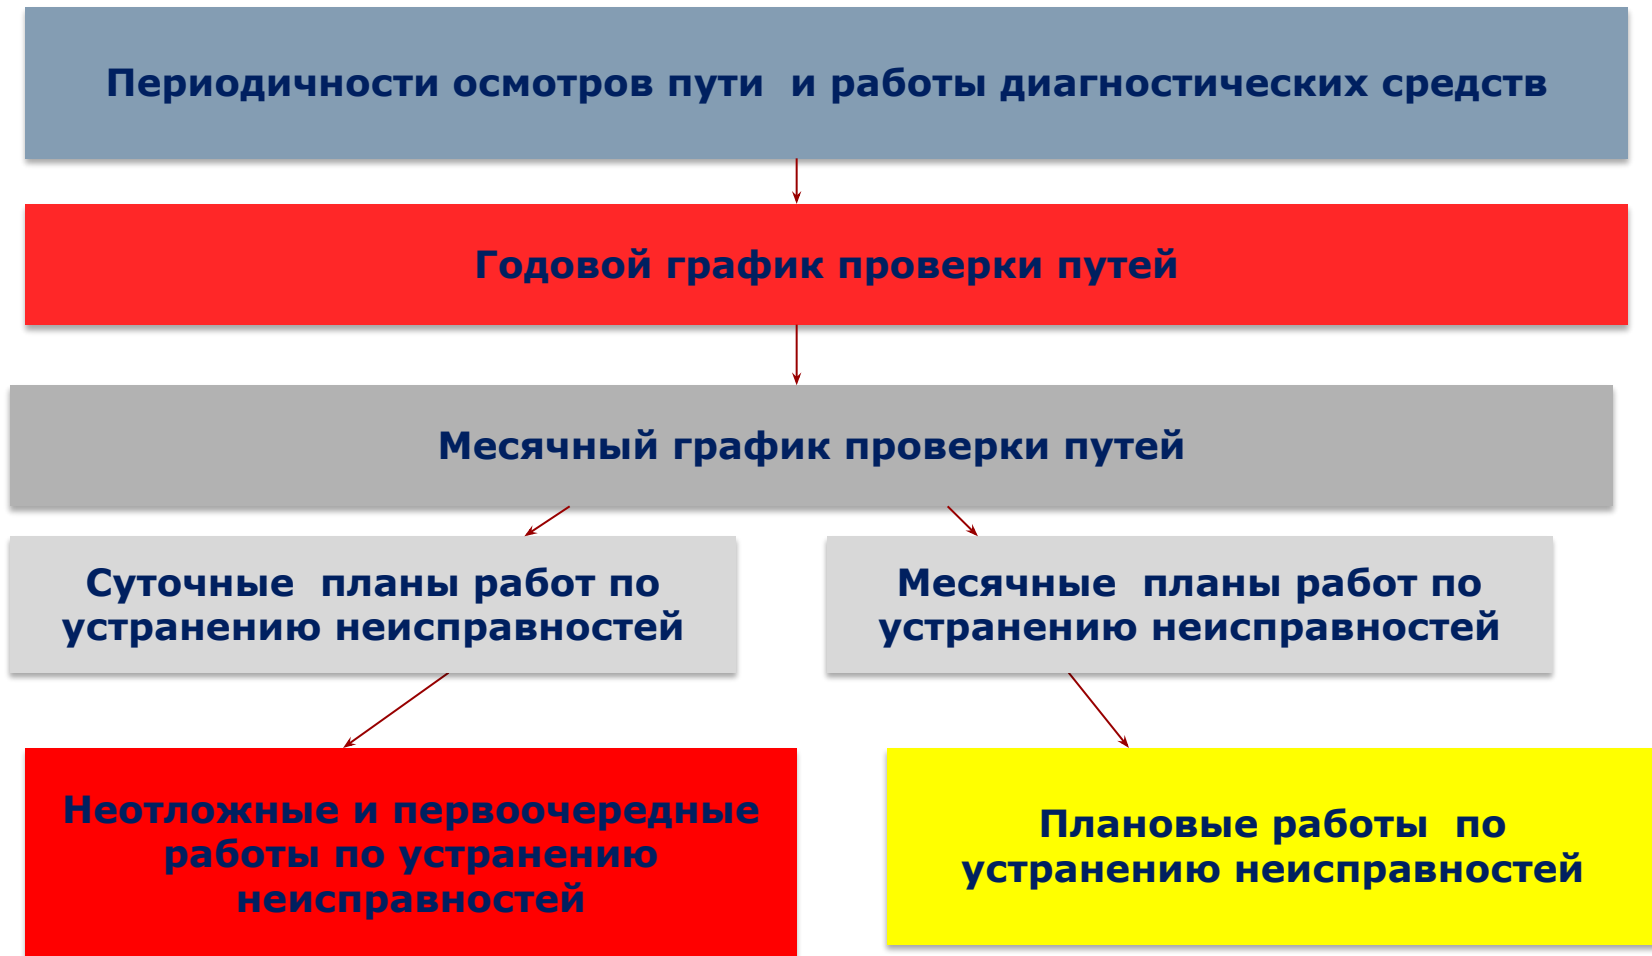 Периодичности осмотров пути  и работы диагностических средств
Годовой график проверки путей
Месячный график проверки путей
Суточные  планы работ по
устранению неисправностей
Месячные  планы работ по
устранению неисправностей
Неотложные и первоочередные
работы по устранению
неисправностей
Плановые работы  по
устранению неисправностей